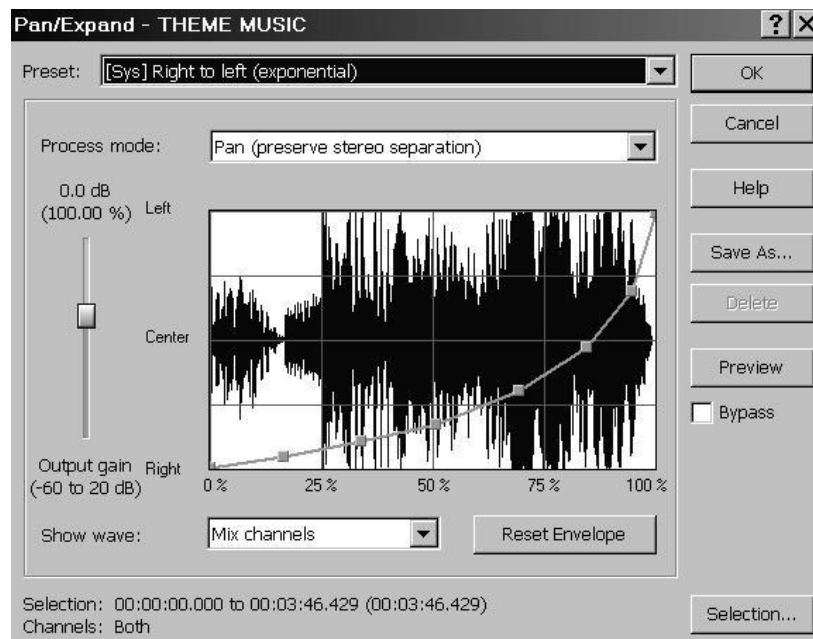 Pan/Expand - THEME MUSIC
Preset: [Sys] Right to left (exponential)
OK
Cancel
Help
Save As...
Delete
Preview
Bypass
Process mode: Pan (preserve stereo separation)
0.0 dB
(100.00 %)
Left
Center
Right
Output gain
(-60 to 20 dB)
0 % 25 % 50 % 75 % 100 %
Show wave: Mix channels Reset Envelope
Selection: 00:00:00.000 to 00:03:46.429 (00:03:46.429)
Channels: Both
Selection...